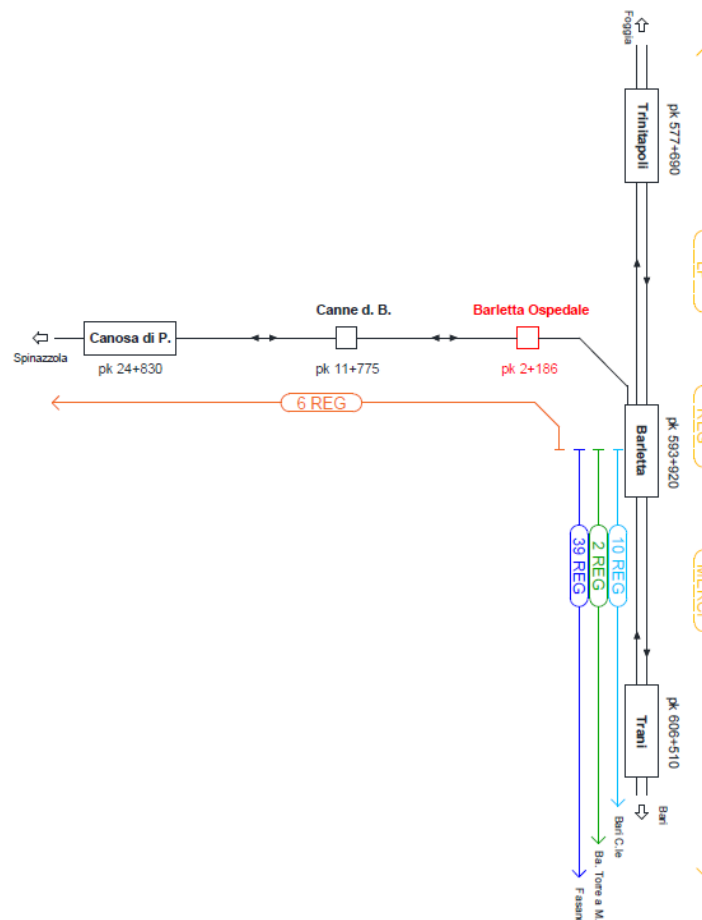 Foggia
Trinitapoli
pk 577+690
Canne d. B.
Barletta Ospedale
Canosa di P.
Spinazzola
pk 24+830
pk 11+775
pk 2+186
6 REG
Barletta
pk 593+920
39 REG
2 REG
10 REG
REG
Trani
pk 606+510
Bari
Bari C.le
Ba. Torre a M.